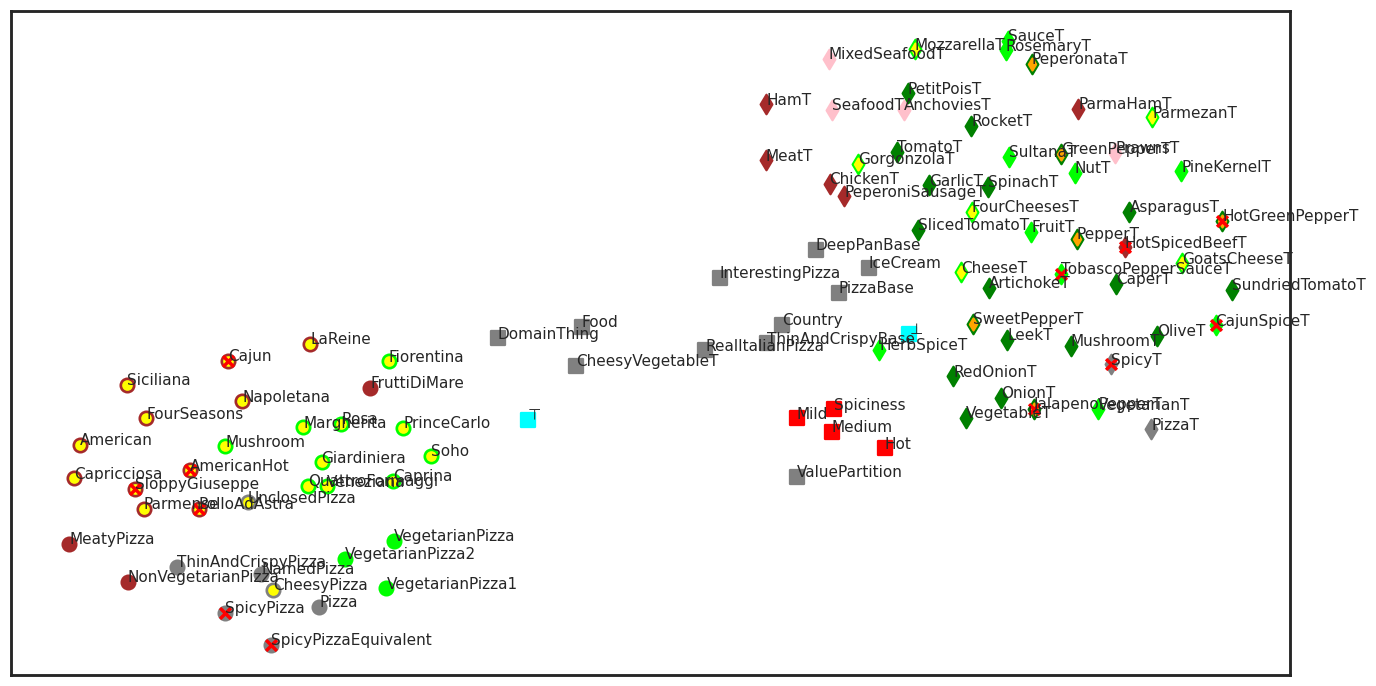 SauceT
MozzarellaT
RosemaryT
MixedSeafoodT
PeperonataT
PetitPoisT
HamT
SeafoodT
AnchoviesT
ParmaHamT
ParmezanT
RocketT
TomatoT
SultanaT
GreenPepperT
PrawnsT
MeatT
GorgonzolaT
NutT
PineKernelT
ChickenT
GarlicT
SpinachT
PeperoniSausageT
FourCheesesT
AsparagusT
HotGreenPepperT
SlicedTomatoT
FruitT
PepperT
HotSpicedBeefT
DeepPanBase
IceCream
GoatsCheeseT
InterestingPizza
CheeseT
TobascoPepperSauceT
PizzaBase
ArtichokeT
CaperT
SundriedTomatoT
Food
Country
SweetPepperT
CajunSpiceT
DomainThing
ThinAndCrispyBase
⊥
LeekT
OliveT
LaReine
RealItalianPizza
HerbSpiceT
MushroomT
Cajun
Fiorentina
CheesyVegetableT
SpicyT
Siciliana
FruttiDiMare
RedOnionT
Napoletana
OnionT
FourSeasons
Margherita
Rosa
PrinceCarlo
T
Mild
Spiciness
VegetableT
JalapenoPepperT
VegetarianT
American
Mushroom
Medium
PizzaT
Giardiniera
Soho
Hot
Capricciosa
AmericanHot
Caprina
ValuePartition
SloppyGiuseppe
QuattroFormaggi
Veneziana
Parmense
PolloAdAstra
UnclosedPizza
MeatyPizza
VegetarianPizza
ThinAndCrispyPizza
VegetarianPizza2
NonVegetarianPizza
NamedPizza
CheesyPizza
VegetarianPizza1
SpicyPizza
Pizza
SpicyPizzaEquivalent